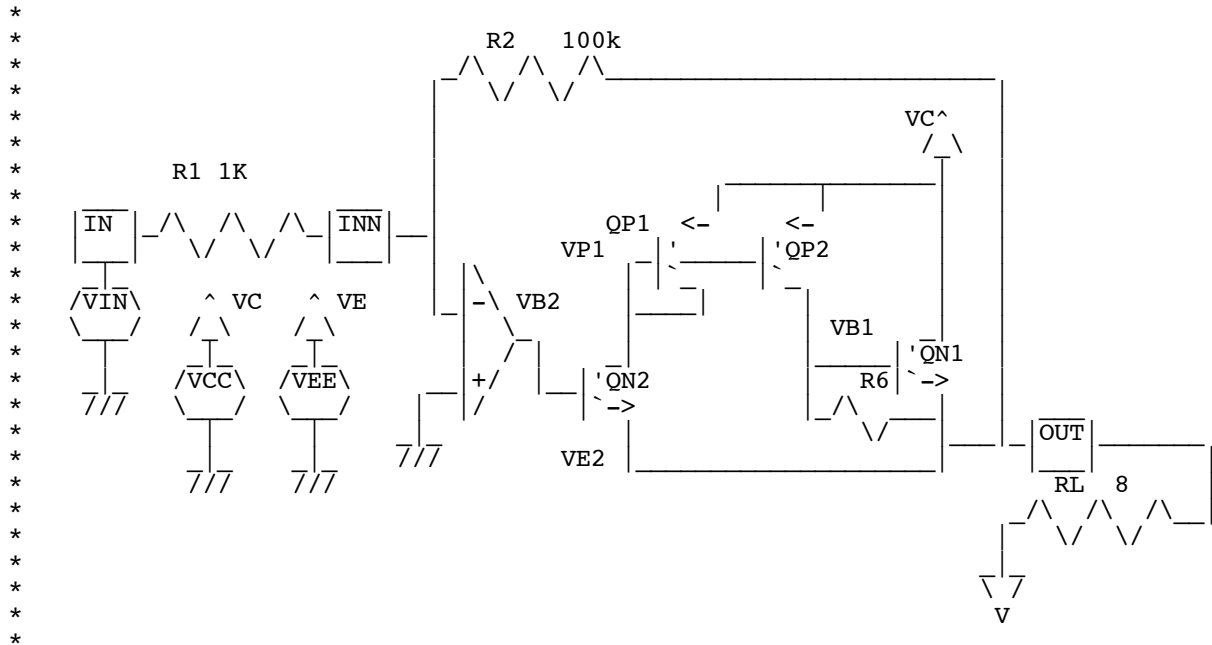 R2 100k
VC^
R1 1K
IN INN QP1 <- <-
VP1 QP2
VIN ^ VC ^ VE - VB2
VB1
VCC VEE + QN2 R6 QN1
-> ->
OUT
VE2
RL 8
V